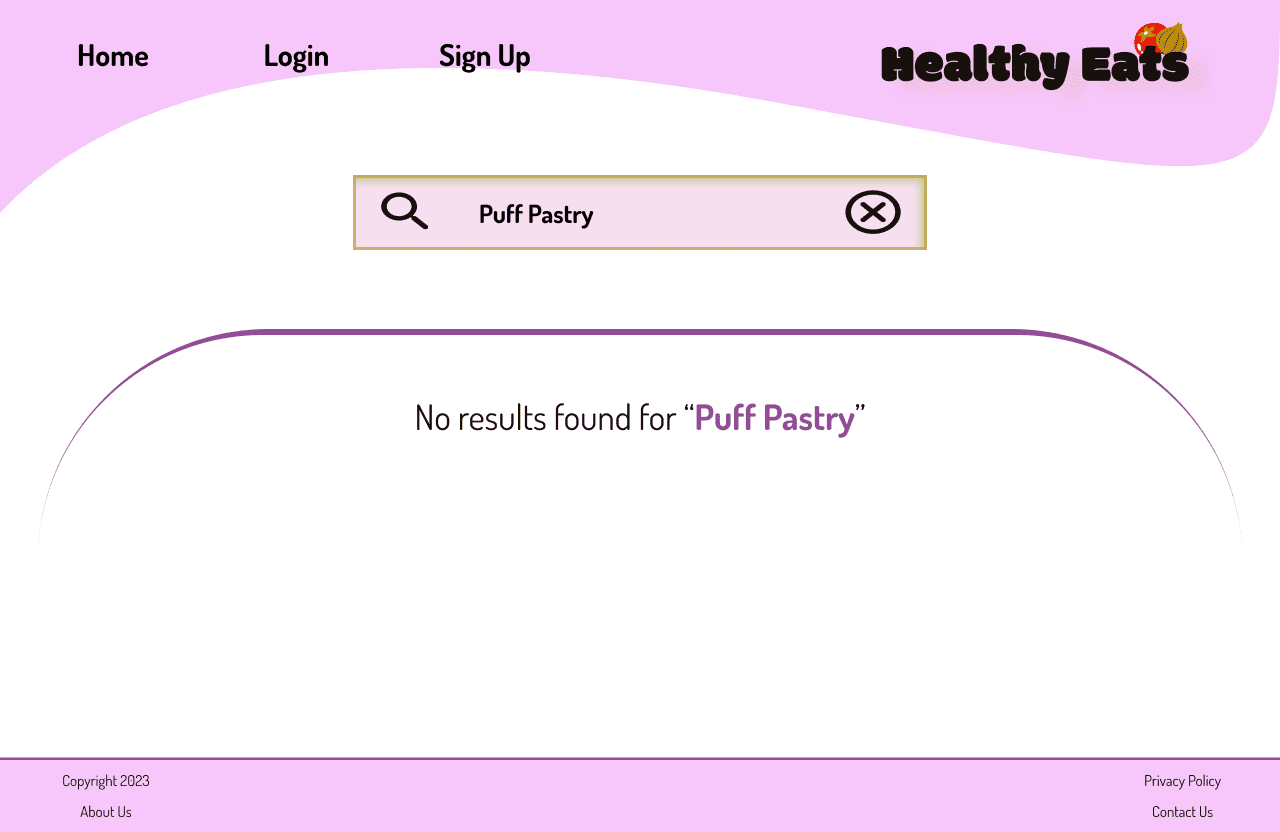 Home Login Sign Up Healthy Eats
Puff Pastry
No results found for “Puff Pastry”
Copyright 2023 Privacy Policy
About Us Contact Us